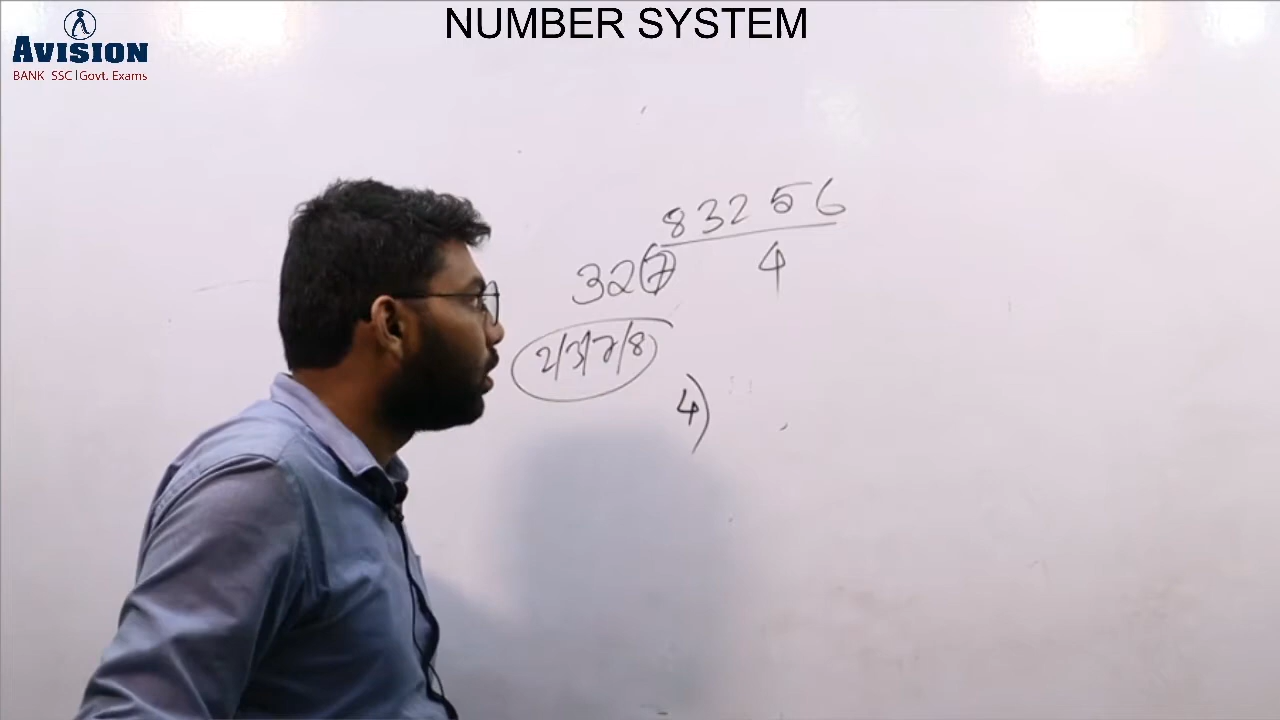 NUMBER SYSTEM
AVISION
BANK SSC|Govt. Exams
83256
327
4
2/3/7/8
4)